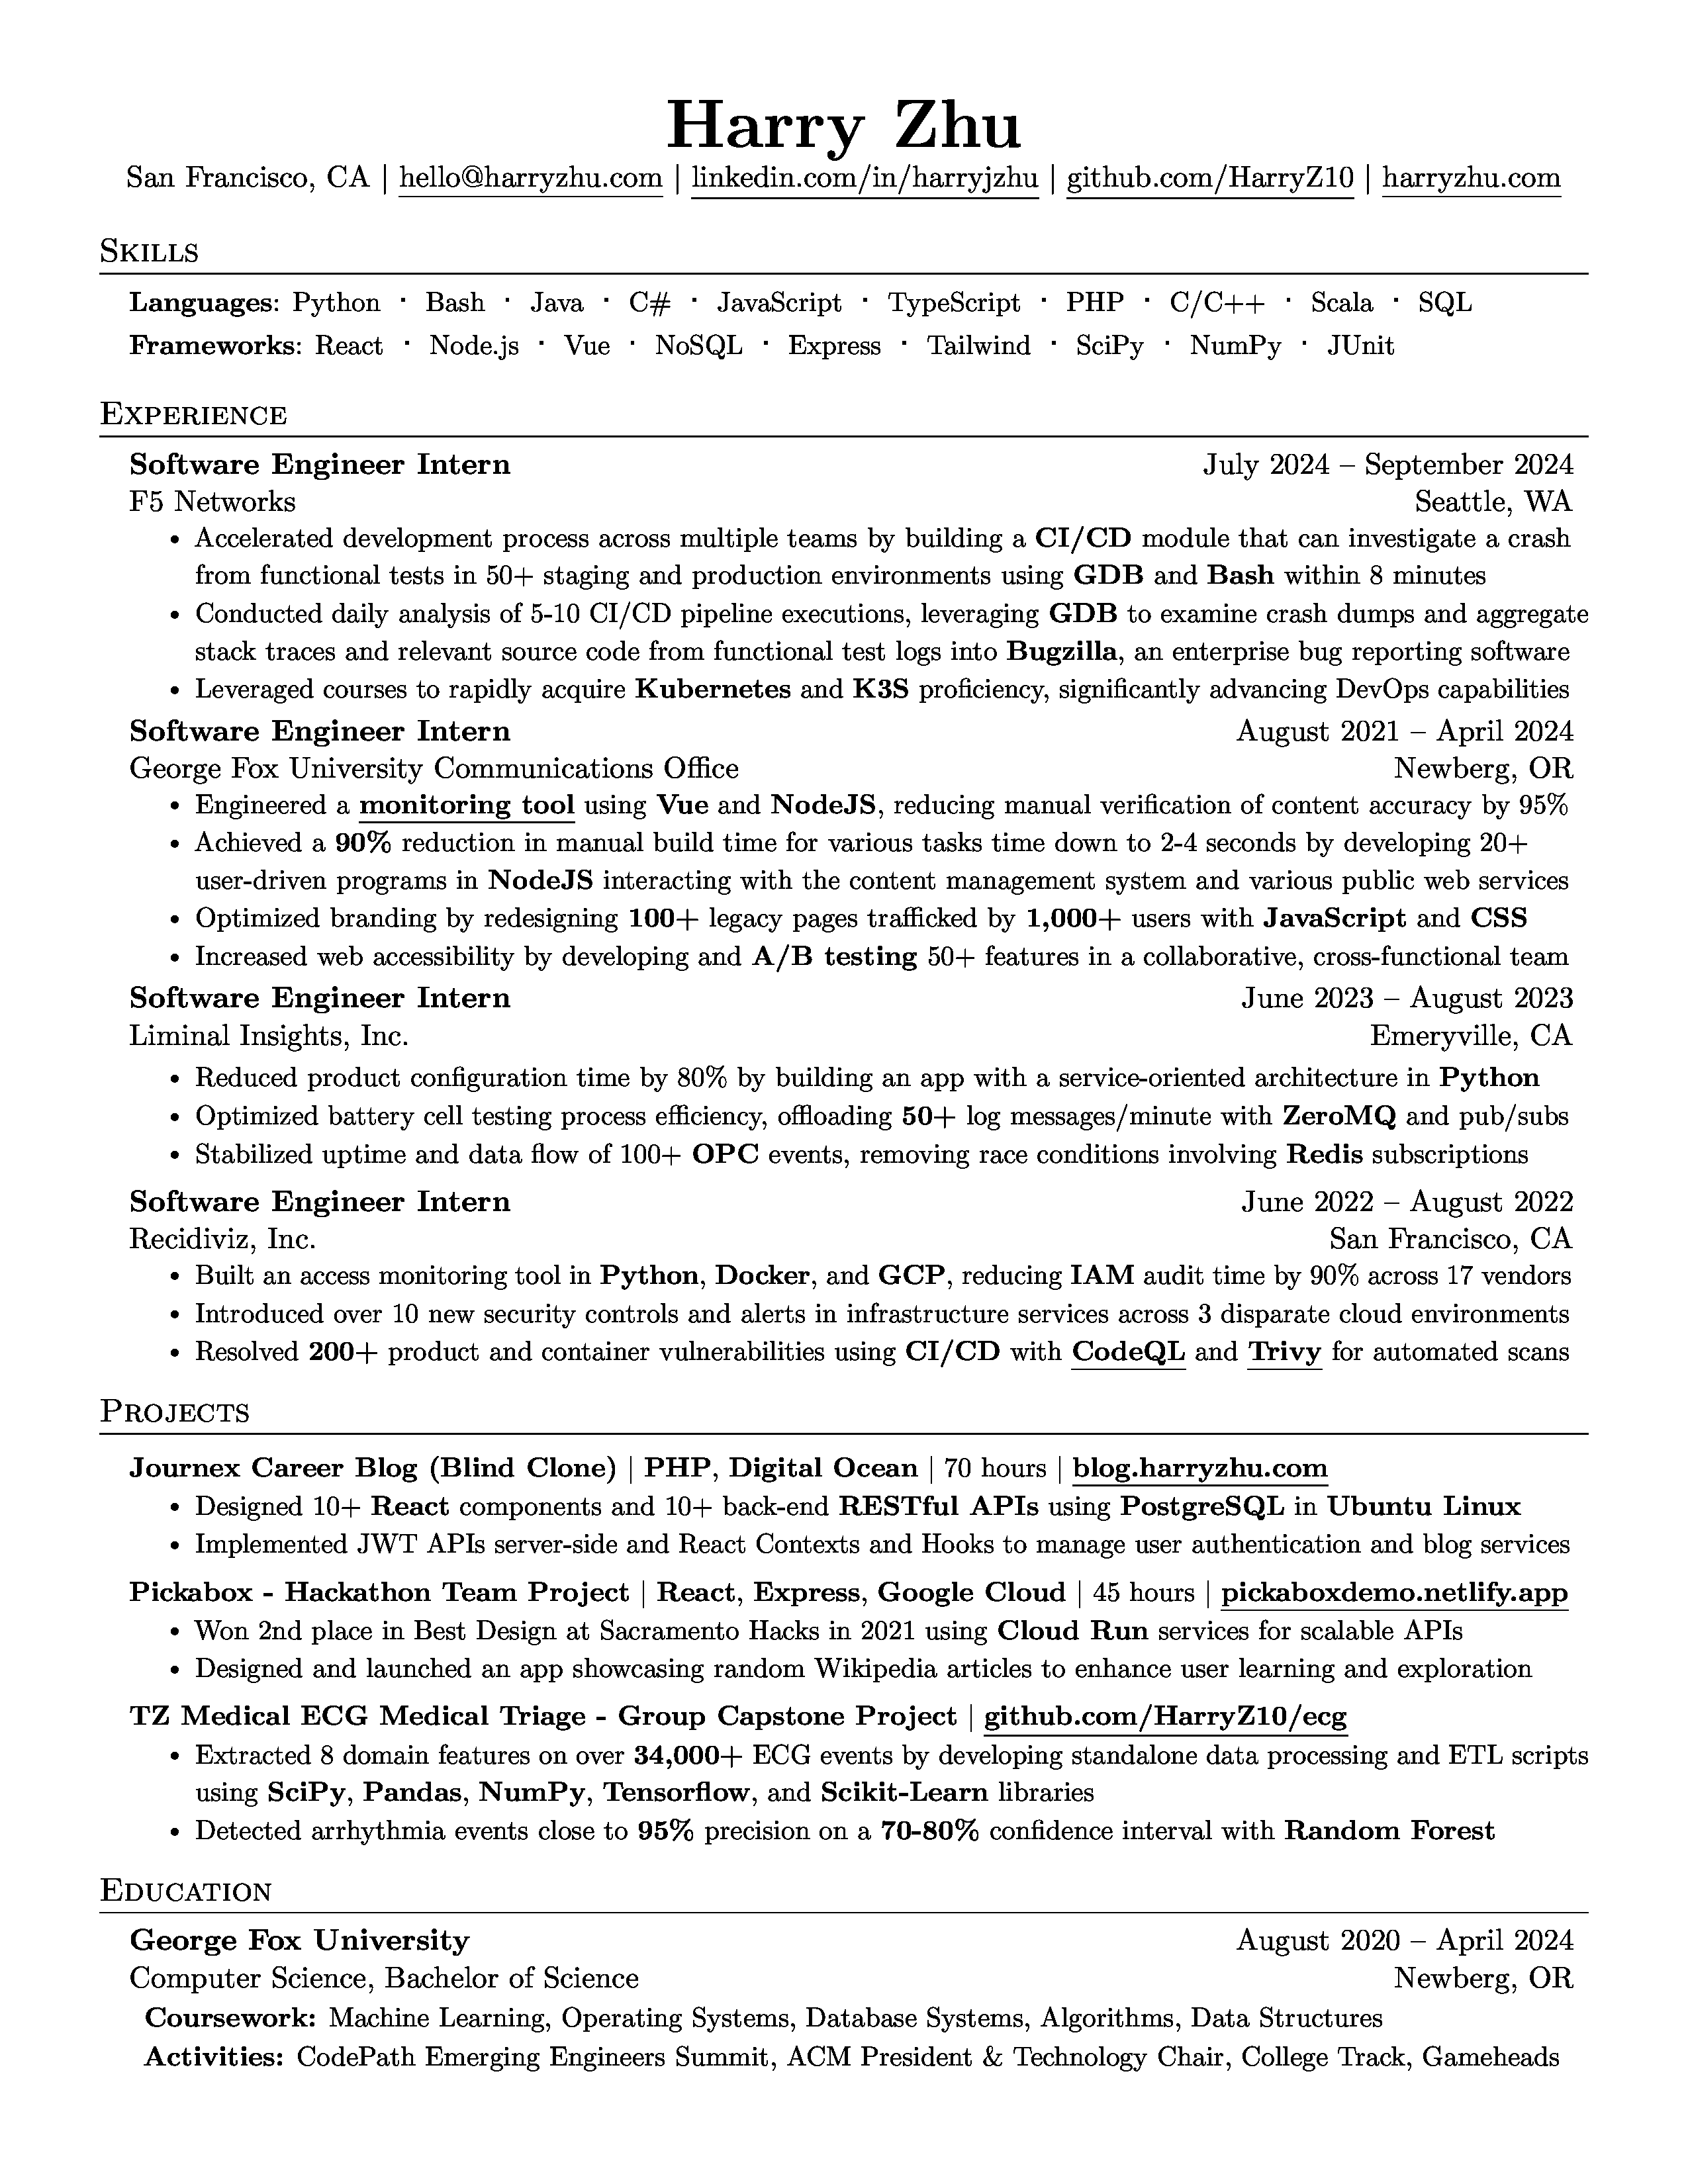 Harry Zhu
San Francisco, CA | hello@harryzhu.com | linkedin.com/in/harryjzhu | github.com/HarryZ10 | harryzhu.com
Skills
Languages: Python · Bash · Java · C# · JavaScript · TypeScript · PHP · C/C++ · Scala · SQL
Frameworks: React · Node.js · Vue · NoSQL · Express · Tailwind · SciPy · NumPy · JUnit
Experience
Software Engineer Intern July 2024 – September 2024
F5 Networks Seattle, WA
• Accelerated development process across multiple teams by building a CI/CD module that can investigate a crash
from functional tests in 50+ staging and production environments using GDB and Bash within 8 minutes
• Conducted daily analysis of 5-10 CI/CD pipeline executions, leveraging GDB to examine crash dumps and aggregate
stack traces and relevant source code from functional test logs into Bugzilla, an enterprise bug reporting software
• Leveraged courses to rapidly acquire Kubernetes and K3S proficiency, significantly advancing DevOps capabilities
Software Engineer Intern August 2021 – April 2024
George Fox University Communications Office Newberg, OR
• Engineered a monitoring tool using Vue and NodeJS, reducing manual verification of content accuracy by 95%
• Achieved a 90% reduction in manual build time for various tasks time down to 2-4 seconds by developing 20+
user-driven programs in NodeJS interacting with the content management system and various public web services
• Optimized branding by redesigning 100+ legacy pages trafficked by 1,000+ users with JavaScript and CSS
• Increased web accessibility by developing and A/B testing 50+ features in a collaborative, cross-functional team
Software Engineer Intern June 2023 – August 2023
Liminal Insights, Inc. Emeryville, CA
• Reduced product configuration time by 80% by building an app with a service-oriented architecture in Python
• Optimized battery cell testing process efficiency, offloading 50+ log messages/minute with ZeroMQ and pub/subs
• Stabilized uptime and data flow of 100+ OPC events, removing race conditions involving Redis subscriptions
Software Engineer Intern June 2022 – August 2022
Recidiviz, Inc. San Francisco, CA
• Built an access monitoring tool in Python, Docker, and GCP, reducing IAM audit time by 90% across 17 vendors
• Introduced over 10 new security controls and alerts in infrastructure services across 3 disparate cloud environments
• Resolved 200+ product and container vulnerabilities using CI/CD with CodeQL and Trivy for automated scans
Projects
Journex Career Blog (Blind Clone) | PHP, Digital Ocean | 70 hours | blog.harryzhu.com
• Designed 10+ React components and 10+ back-end RESTful APIs using PostgreSQL in Ubuntu Linux
• Implemented JWT APIs server-side and React Contexts and Hooks to manage user authentication and blog services
Pickabox - Hackathon Team Project | React, Express, Google Cloud | 45 hours | pickaboxdemo.netlify.app
• Won 2nd place in Best Design at Sacramento Hacks in 2021 using Cloud Run services for scalable APIs
• Designed and launched an app showcasing random Wikipedia articles to enhance user learning and exploration
TZ Medical ECG Medical Triage - Group Capstone Project | github.com/HarryZ10/ecg
• Extracted 8 domain features on over 34,000+ ECG events by developing standalone data processing and ETL scripts
using SciPy, Pandas, NumPy, Tensorflow, and Scikit-Learn libraries
• Detected arrhythmia events close to 95% precision on a 70-80% confidence interval with Random Forest
Education
George Fox University August 2020 – April 2024
Computer Science, Bachelor of Science Newberg, OR
Coursework: Machine Learning, Operating Systems, Database Systems, Algorithms, Data Structures
Activities: CodePath Emerging Engineers Summit, ACM President & Technology Chair, College Track, Gameheads